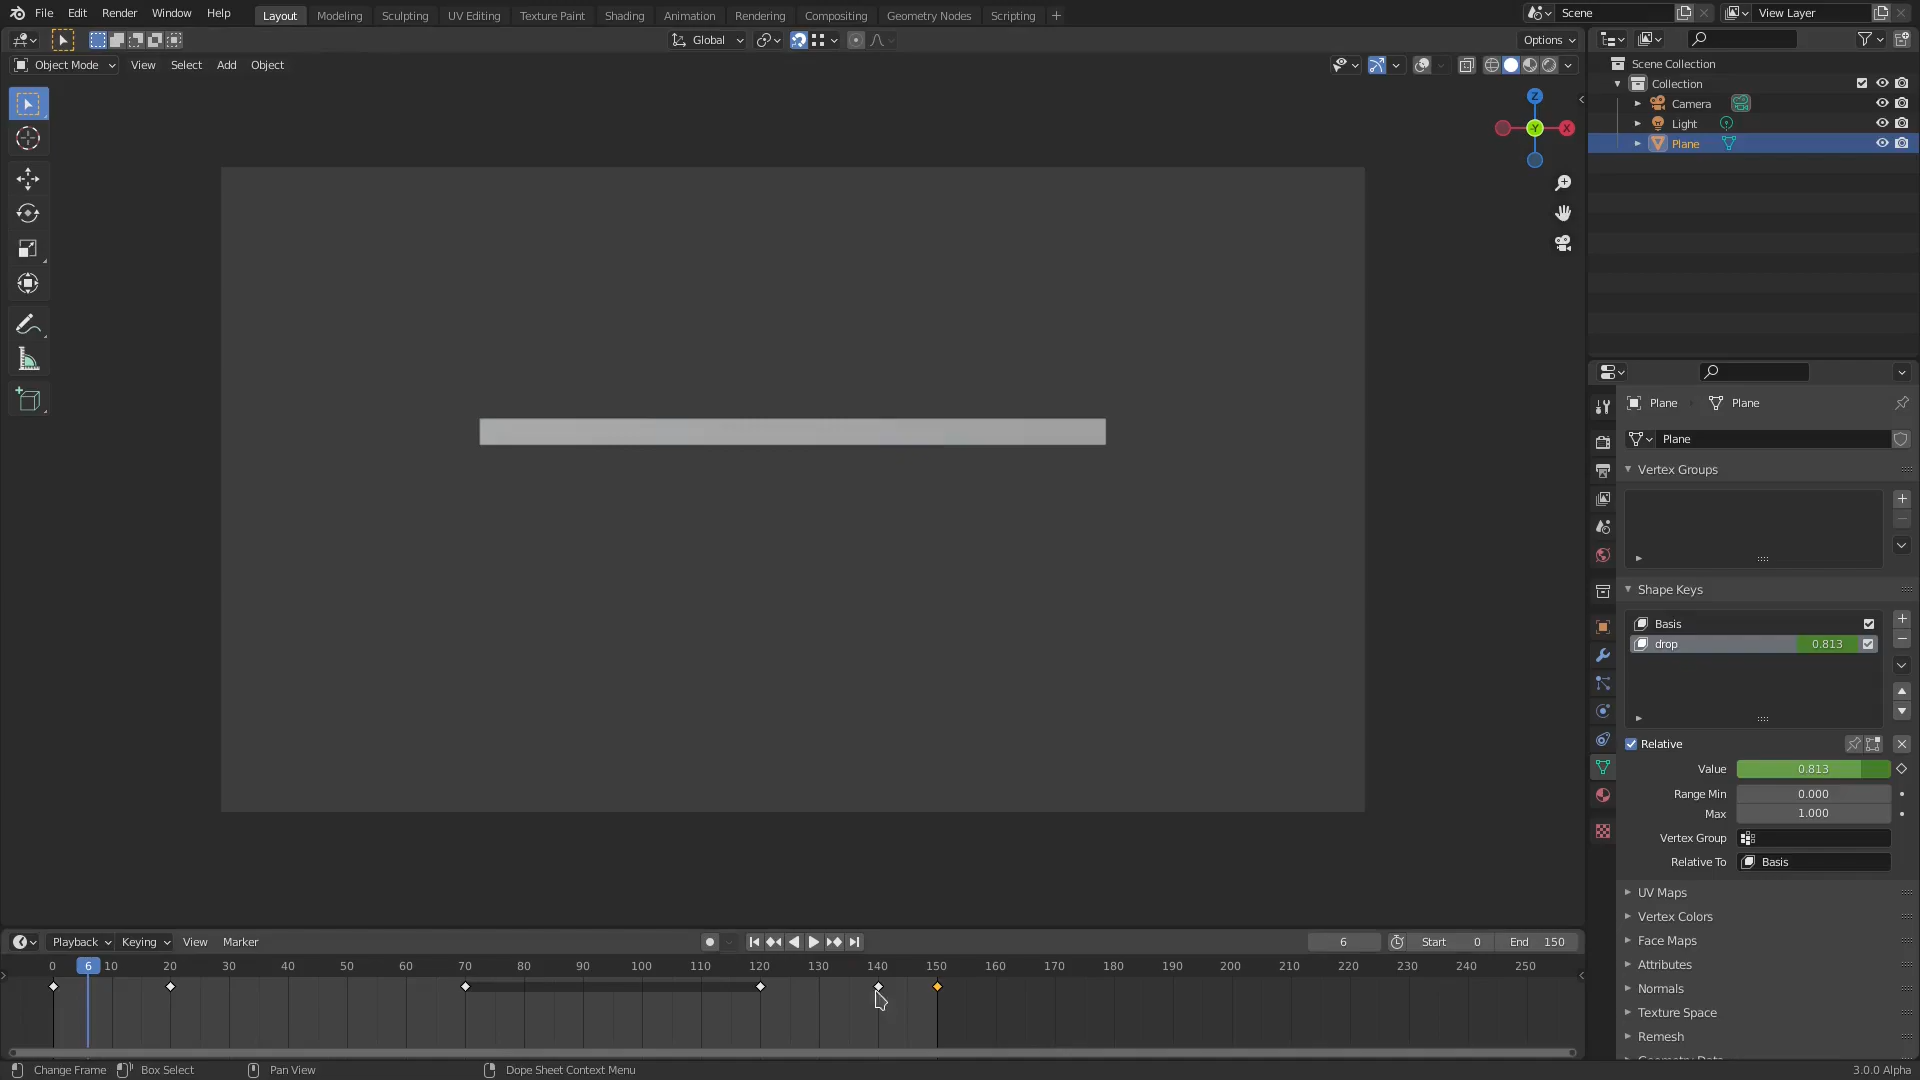 File Edit Render Window Help
Layout Modeling Sculpting UV Editing Texture Paint Shading Animation Rendering Compositing Geometry Nodes Scripting +
Scene
View Layer
Global
Options
Object Mode View Select Add Object
Z
Y
X
Scene Collection
Collection
Camera
Light
Plane
Plane Plane
Plane
Vertex Groups
Shape Keys
Basis
drop 0.813
Relative
Value 0.813
Range Min 0.000
Max 1.000
Vertex Group
Relative To Basis
UV Maps
Vertex Colors
Face Maps
Attributes
Normals
Texture Space
Remesh
Geometry Data
Playback Keying View Marker
6 Start 0 End 150
0 6 10 20 30 40 50 60 70 80 90 100 110 120 130 140 150 160 170 180 190 200 210 220 230 240 250
Change Frame Box Select Pan View Dope Sheet Context Menu 3.0.0 Alpha